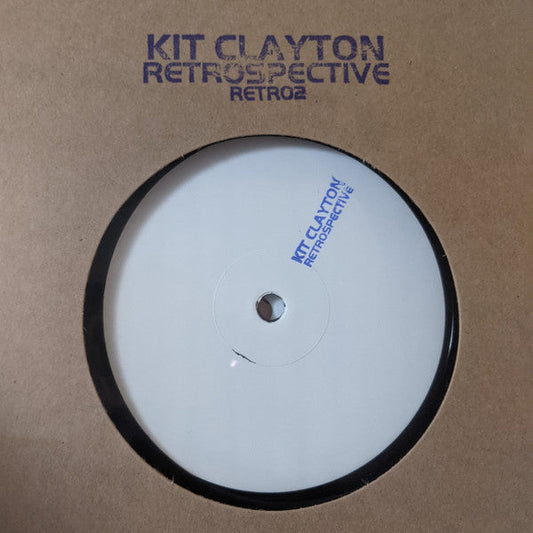 KIT CLAYTON
RETROSPECTIVE
RETRO2
KIT CLAYTON
RETROSPECTIVE